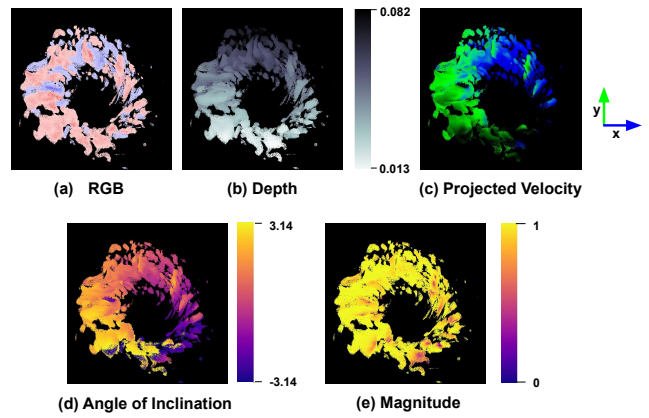 0.082
0.013
y
x
(a) RGB
(b) Depth
(c) Projected Velocity
3.14
-3.14
1
0
(d) Angle of Inclination
(e) Magnitude